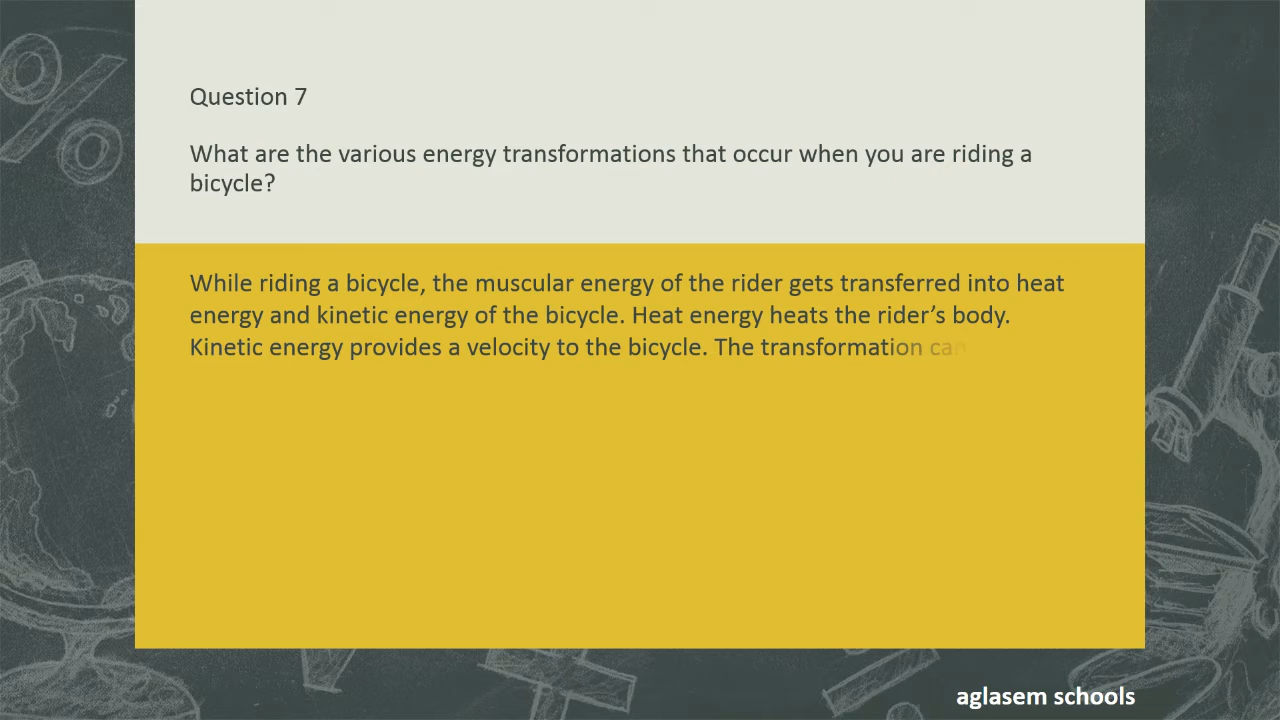 Question 7
What are the various energy transformations that occur when you are riding a
bicycle?
While riding a bicycle, the muscular energy of the rider gets transferred into heat
energy and kinetic energy of the bicycle. Heat energy heats the rider’s body.
Kinetic energy provides a velocity to the bicycle. The transformation
aglasem schools